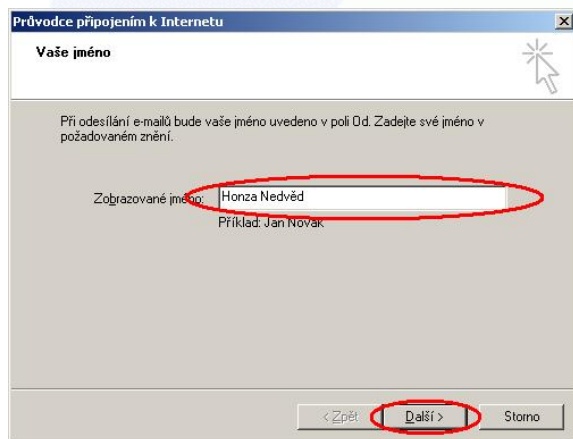 Průvodce připojením k Internetu
Vaše jméno
Při odesílání e-mailů bude vaše jméno uvedeno v poli Od. Zadejte své jméno v
požadovaném znění.
Zobrazované jméno: Honza Nedvěd
Příklad: Jan Novák
< Zpět Další > Storno